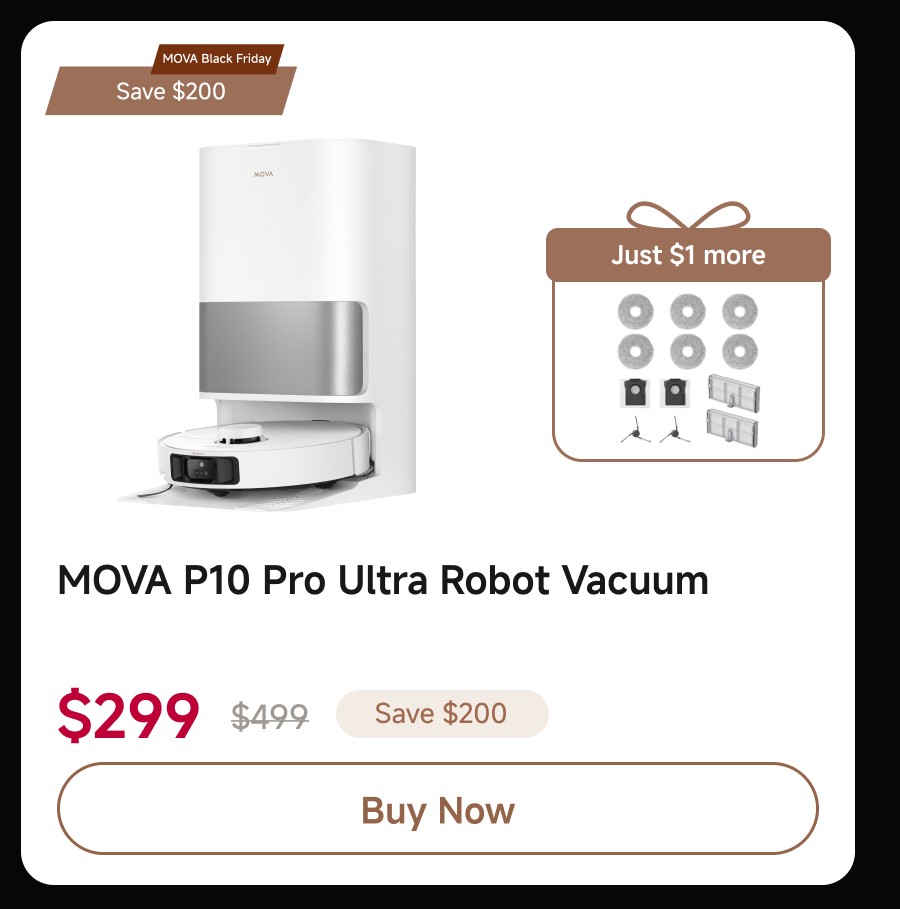 MOVA Black Friday
Save $200
MOVA
Just $1 more
MOVA P10 Pro Ultra Robot Vacuum
$299 $499 Save $200
Buy Now